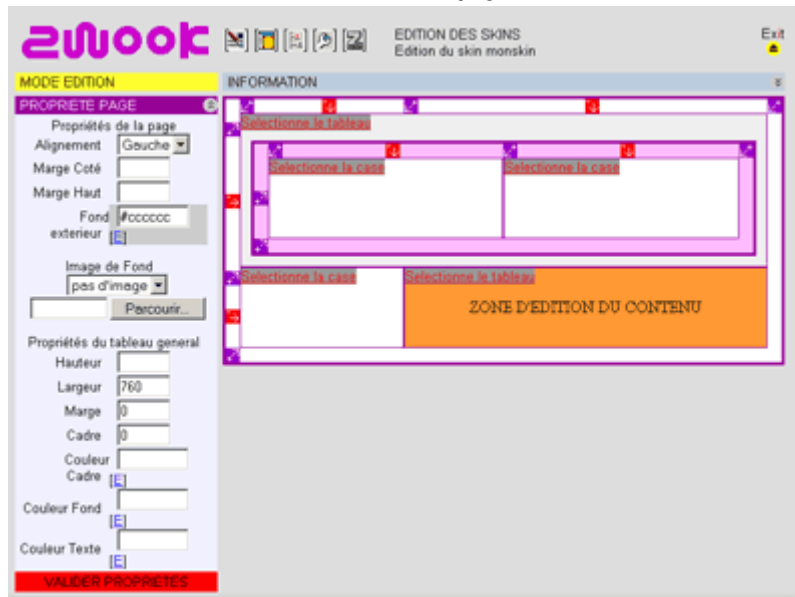 2WOOK
EDITION DES SKINS
Edition du skin monskin
Exit
MODE EDITION
INFORMATION
PROPRIETE PAGE
Propriétés de la page
Alignement Gauche
Marge Coté
Marge Haut
Fond exterieur #cccccc
[E]
Image de Fond
pas d'image
Parcourir...
Propriétés du tableau general
Hauteur
Largeur 760
Marge 0
Cadre 0
Couleur
Cadre [E]
Couleur Fond
[E]
Couleur Texte
[E]
VALIDER PROPRIETES
Selectionne le tableau
Selectionne la case
Selectionne la case
Selectionne la case
Selectionne le tableau
ZONE D'EDITION DU CONTENU